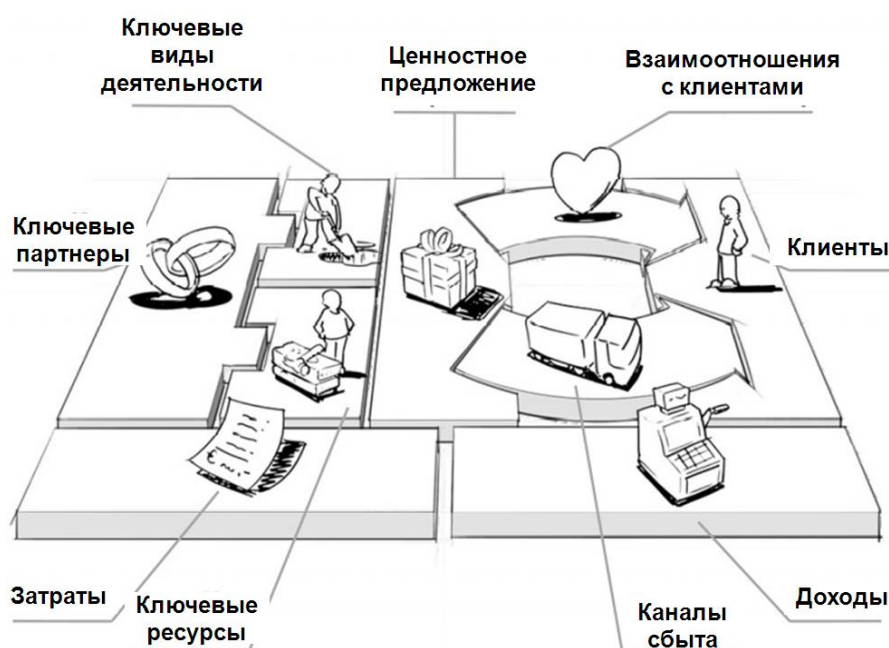 Ключевые
виды
деятельности
Ценностное
предложение
Взаимоотношения
с клиентами
Ключевые
партнеры
Клиенты
Затраты
Ключевые
ресурсы
Каналы
сбыта
Доходы